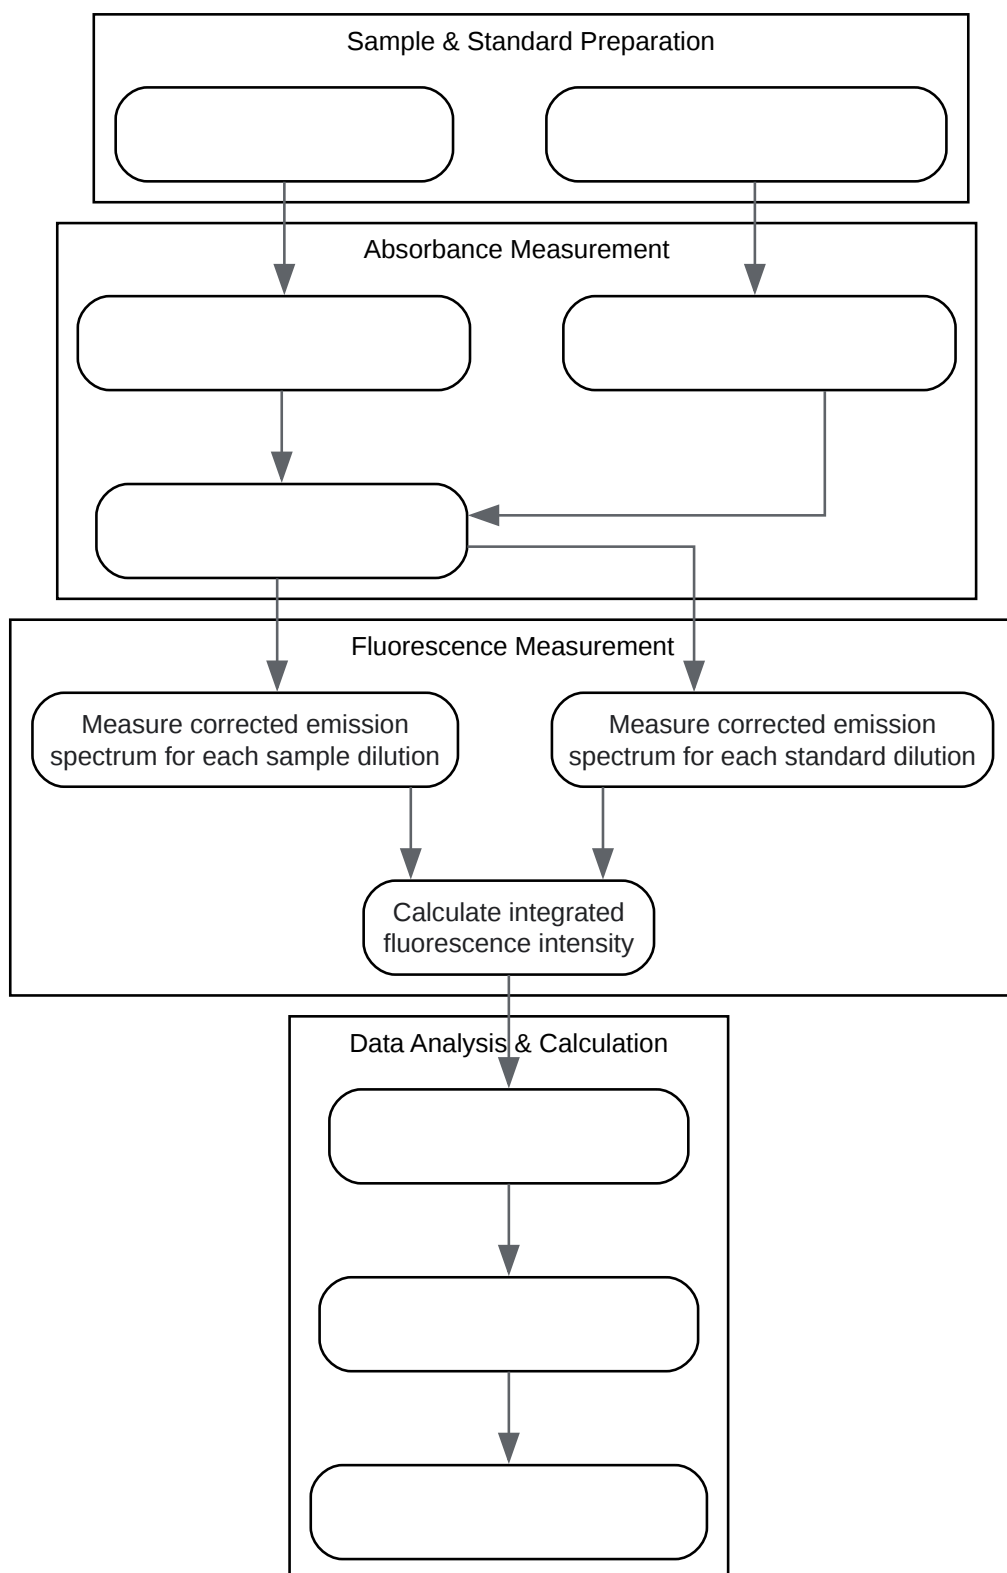 Sample & Standard Preparation
Absorbance Measurement
Fluorescence Measurement
Measure corrected emission
spectrum for each sample dilution
Measure corrected emission
spectrum for each standard dilution
Calculate integrated
fluorescence intensity
Data Analysis & Calculation